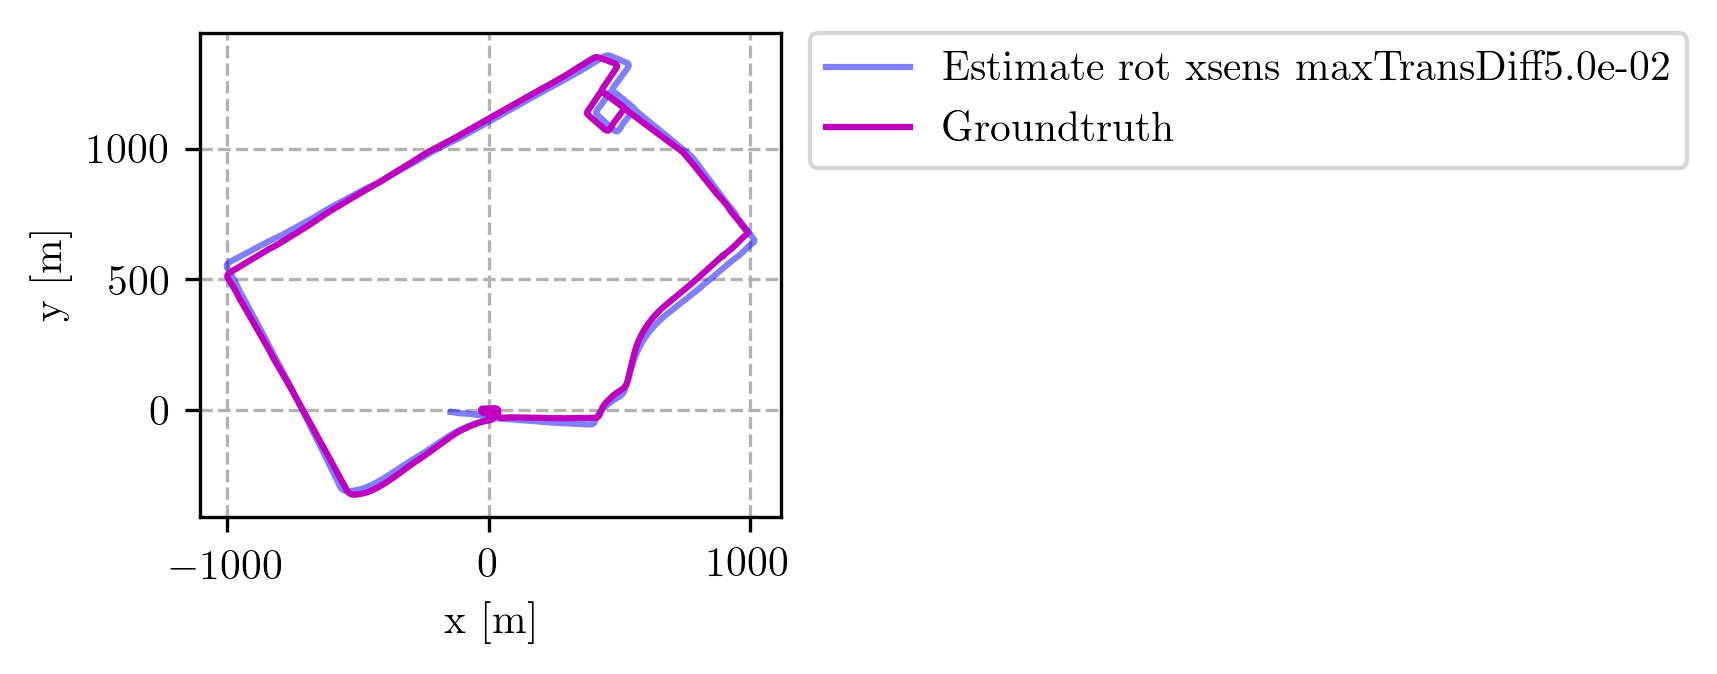 Estimate rot xsens maxTransDiff5.0e-02
Groundtruth
1000
500
0
y [m]
−1000
0
1000
x [m]